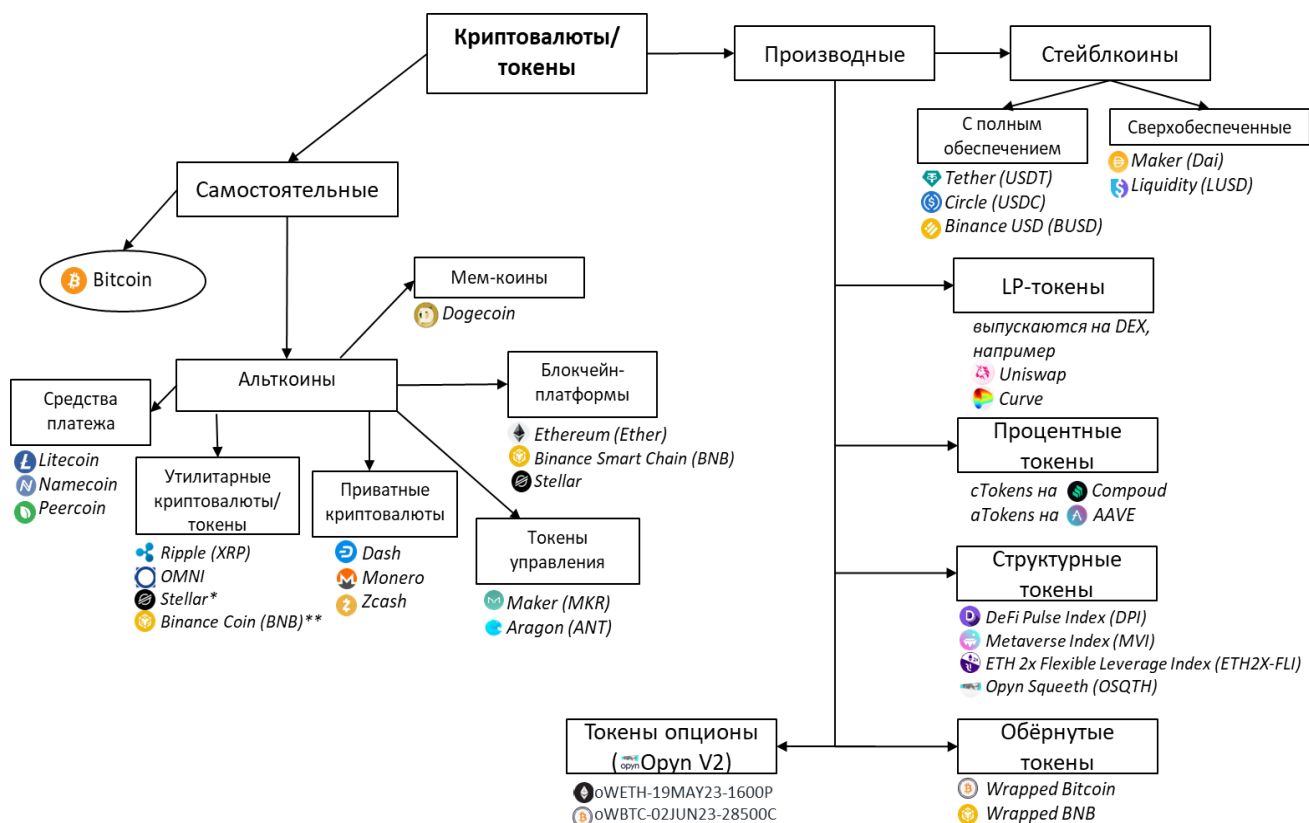 Криптовалюты/
токены
Производные
Стейблкоины
С полным
обеспечением
Tether (USDT)
Circle (USDC)
Binance USD (BUSD)
Сверхобеспеченные
Maker (Dai)
Liquidity (LUSD)
Самостоятельные
Bitcoin
Мем-коины
Dogecoin
Альткоины
Средства
платежа
Litecoin
Namecoin
Peercoin
Утилитарные
криптовалюты/
токены
Ripple (XRP)
OMNI
Stellar*
Binance Coin (BNB)**
Приватные
криптовалюты
Dash
Monero
Zcash
Блокчейн-
платформы
Ethereum (Ether)
Binance Smart Chain (BNB)
Stellar
Токены
управления
Maker (MKR)
Aragon (ANT)
LP-токены
выпускаются на DEX,
например
Uniswap
Curve
Процентные
токены
cTokens на Compoud
aTokens на AAVE
Структурные
токены
DeFi Pulse Index (DPI)
Metaverse Index (MVI)
ETH 2x Flexible Leverage Index (ETH2X-FLI)
Opyn Squeeth (OSQTH)
Токены опционы
(opyn Opyn V2)
oWETH-19MAY23-1600P
oWBTC-02JUN23-28500C
Обёрнутые
токены
Wrapped Bitcoin
Wrapped BNB